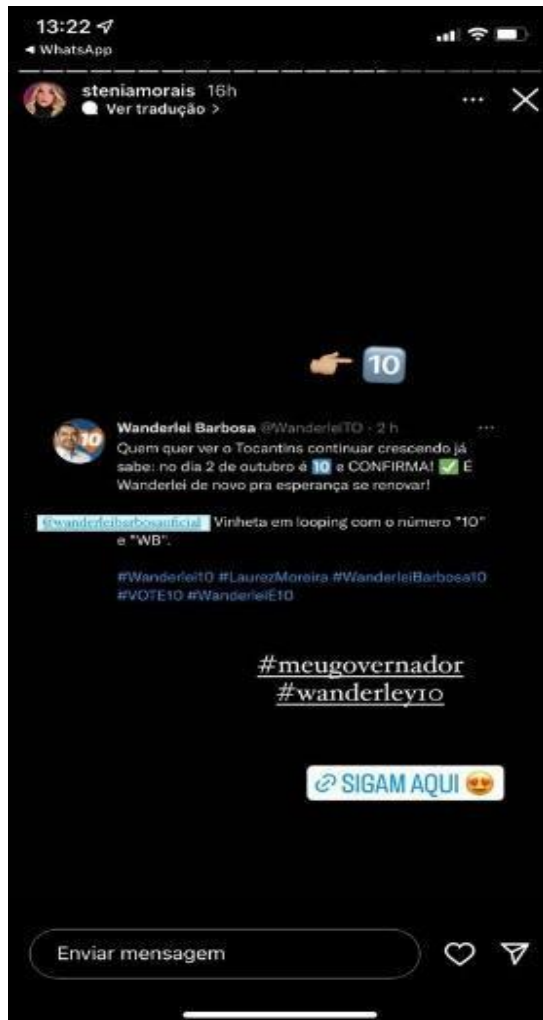 13:22
WhatsApp
steniamorais 16h
Ver tradução >
10
Wanderlei Barbosa @WanderleiTO · 2 h
Quem quer ver o Tocantins continuar crescendo já
sabe: no dia 2 de outubro é 10 e CONFIRMA! ✅ É
Wanderlei de novo pra esperança se renovar!
@wanderleibarbosaoficial Vinheta em looping com o número "10"
e "WB".
#Wanderlei10 #LaurezMoreira #WanderleiBarbosa10
#VOTE10 #WanderleiÉ10
#meugovernador
#wanderley10
SIGAM AQUI 😍
Enviar mensagem